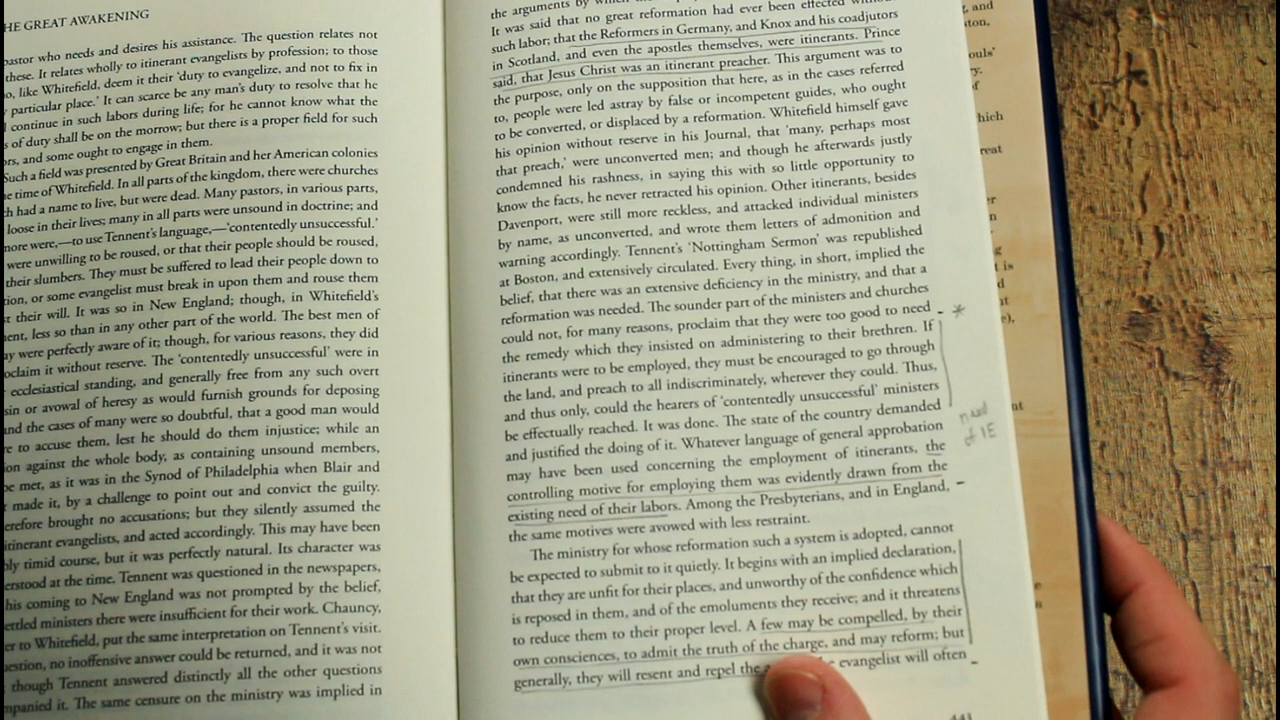 HE GREAT AWAKENING
pastor who needs and desires his assistance. The question relates not
these. It relates wholly to itinerant evangelists by profession; to those
o, like Whitefield, deem it their 'duty to evangelize, and not to fix in
particular place.' It can scarce be any man's duty to resolve that he
continue in such labors during life; for he cannot know what the
s of duty shall be on the morrow; but there is a proper field for such
ors, and some ought to engage in them.
Such a field was presented by Great Britain and her American colonies
e time of Whitefield. In all parts of the kingdom, there were churches
h had a name to live, but were dead. Many pastors, in various parts,
loose in their lives; many in all parts were unsound in doctrine; and
more were,—to use Tennent's language,—'contentedly unsuccessful.'
were unwilling to be roused, or that their people should be roused,
their slumbers. They must be suffered to lead their people down to
tion, or some evangelist must break in upon them and rouse them
st their will. It was so in New England; though, in Whitefield's
ent, less so than in any other part of the world. The best men of
ay were perfectly aware of it; though, for various reasons, they did
oclaim it without reserve. The 'contentedly unsuccessful' were in
ecclesiastical standing, and generally free from any such overt
sin or avowal of heresy as would furnish grounds for deposing
nd the cases of many were so doubtful, that a good man would
re to accuse them, lest he should do them injustice; while an
on against the whole body, as containing unsound members,
be met, as it was in the Synod of Philadelphia when Blair and
made it, by a challenge to point out and convict the guilty.
erefore brought no accusations; but they silently assumed the
itinerant evangelists, and acted accordingly. This may have been
bly timid course, but it was perfectly natural. Its character was
erstood at the time. Tennent was questioned in the newspapers,
his coming to New England was not prompted by the belief,
ettled ministers there were insufficient for their work. Chauncy,
er to Whitefield, put the same interpretation on Tennent's visit.
uestion, no inoffensive answer could be returned, and it was not
though Tennent answered distinctly all the other questions
mpanied it. The same censure on the ministry was implied in
the arguments by
It was said that no great reformation had ever been effected without
such labor; that the Reformers in Germany, and Knox and his coadjutors
in Scotland, and even the apostles themselves, were itinerants. Prince
said, that Jesus Christ was an itinerant preacher. This argument was to
the purpose, only on the supposition that here, as in the cases referred
to, people were led astray by false or incompetent guides, who ought
to be converted, or displaced by a reformation. Whitefield himself gave
his opinion without reserve in his Journal, that 'many, perhaps most
that preach,' were unconverted men; and though he afterwards justly
condemned his rashness, in saying this with so little opportunity to
know the facts, he never retracted his opinion. Other itinerants, besides
Davenport, were still more reckless, and attacked individual ministers
by name, as unconverted, and wrote them letters of admonition and
warning accordingly. Tennent's 'Nottingham Sermon' was republished
at Boston, and extensively circulated. Every thing, in short, implied the
belief, that there was an extensive deficiency in the ministry, and that a
reformation was needed. The sounder part of the ministers and churches
could not, for many reasons, proclaim that they were too good to need
the remedy which they insisted on administering to their brethren. If
itinerants were to be employed, they must be encouraged to go through
the land, and preach to all indiscriminately, wherever they could. Thus,
and thus only, could the hearers of 'contentedly unsuccessful' ministers
be effectually reached. It was done. The state of the country demanded
and justified the doing of it. Whatever language of general approbation
may have been used concerning the employment of itinerants, the
controlling motive for employing them was evidently drawn from the
existing need of their labors. Among the Presbyterians, and in England,
the same motives were avowed with less restraint.
The ministry for whose reformation such a system is adopted, cannot
be expected to submit to it quietly. It begins with an implied declaration,
that they are unfit for their places, and unworthy of the confidence which
is reposed in them, and of the emoluments they receive; and it threatens
to reduce them to their proper level. A few may be compelled, by their
own consciences, to admit the truth of the charge, and may reform; but
generally, they will resent and repel the evangelist will often
need
of IE